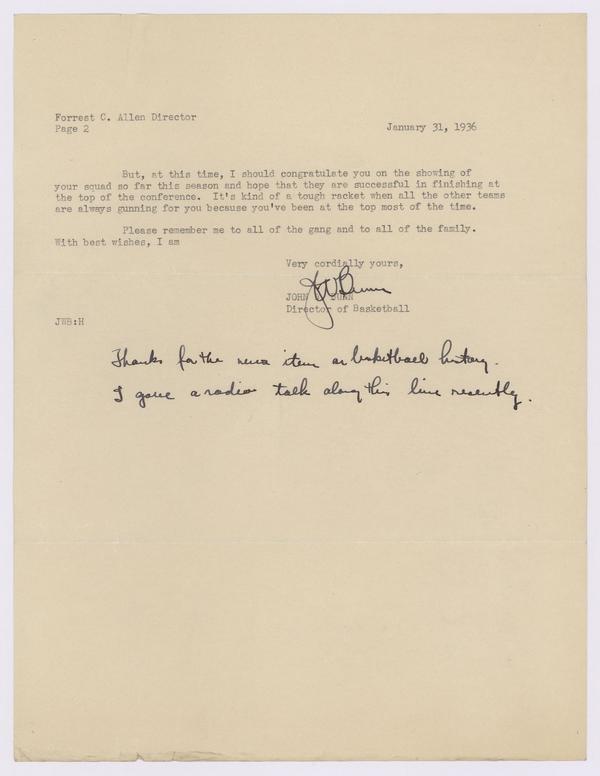 Forrest C. Allen Director
Page 2
January 31, 1936
But, at this time, I should congratulate you on the showing of
your squad so far this season and hope that they are successful in finishing at
the top of the conference. It's kind of a tough racket when all the other teams
are always gunning for you because you've been at the top most of the time.
Please remember me to all of the gang and to all of the family.
With best wishes, I am
Very cordially yours,
JWBunn
JOHN BUNN
Director of Basketball
JWB:H
Thanks for the news item on basketball history.
I gave a radio talk along this line recently.